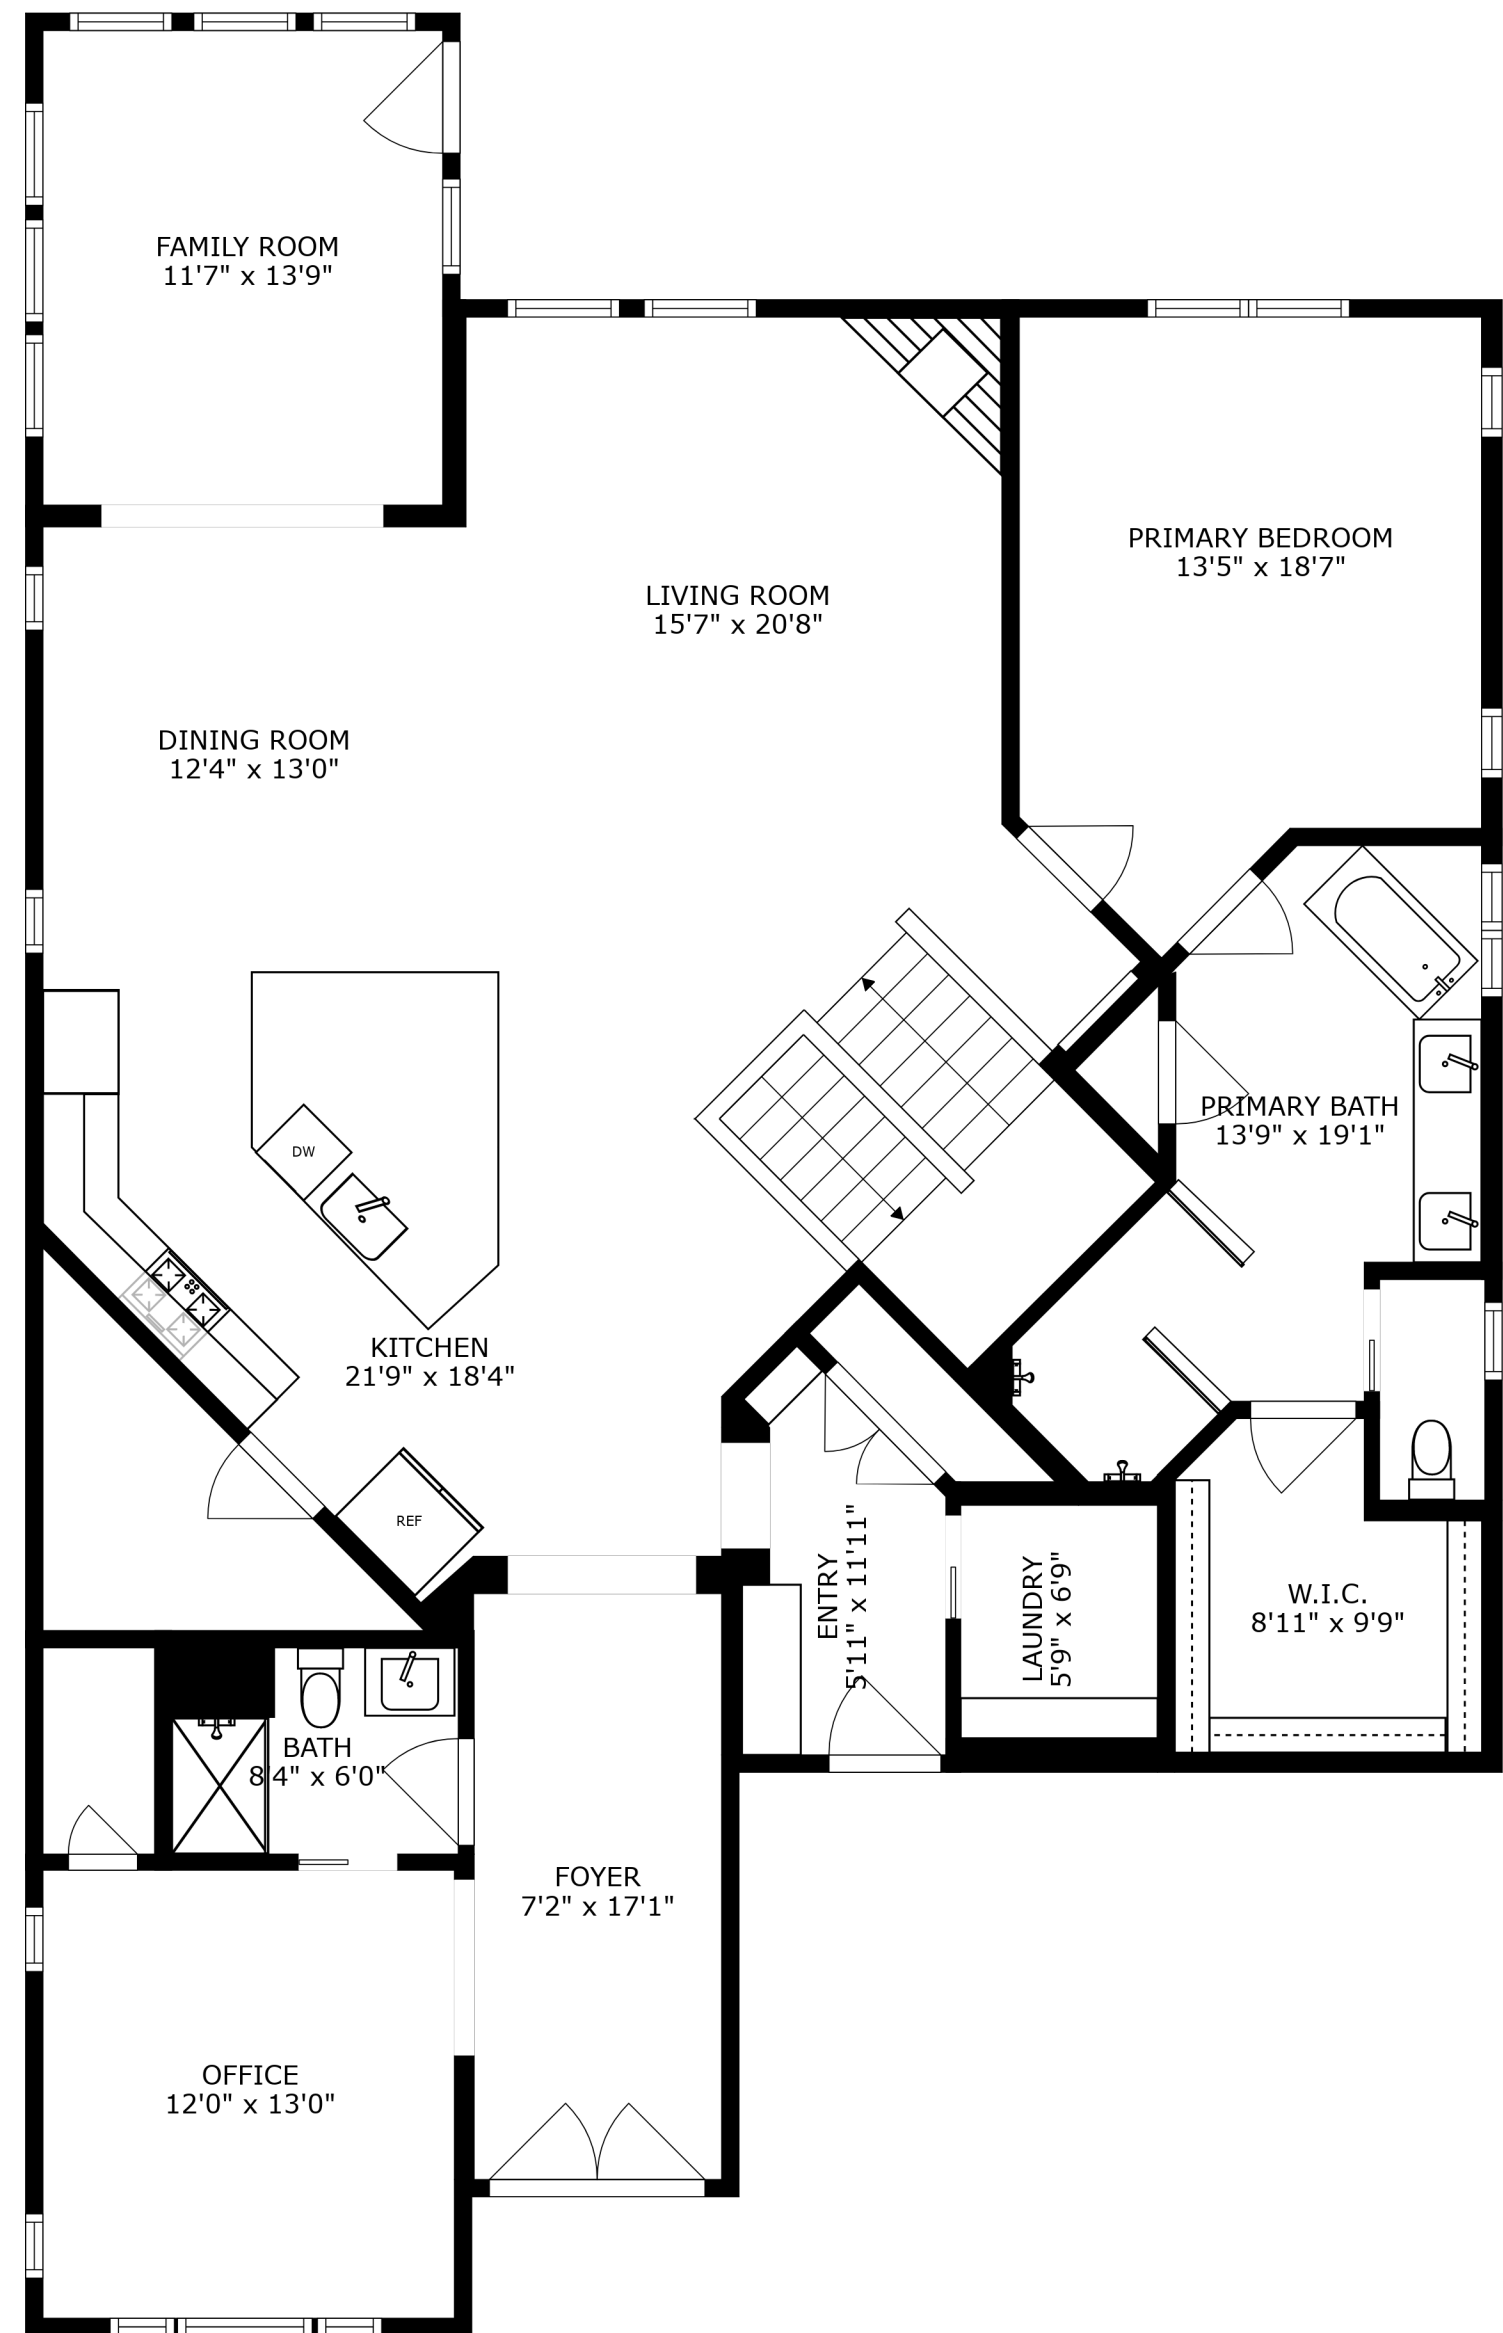 FAMILY ROOM
11'7" x 13'9"
PRIMARY BEDROOM
13'5" x 18'7"
LIVING ROOM
15'7" x 20'8"
DINING ROOM
12'4" x 13'0"
PRIMARY BATH
13'9" x 19'1"
DW
KITCHEN
21'9" x 18'4"
REF
ENTRY
5'11" x 11'11"
LAUNDRY
5'9" x 6'9"
W.I.C.
8'11" x 9'9"
BATH
8'4" x 6'0"
FOYER
7'2" x 17'1"
OFFICE
12'0" x 13'0"